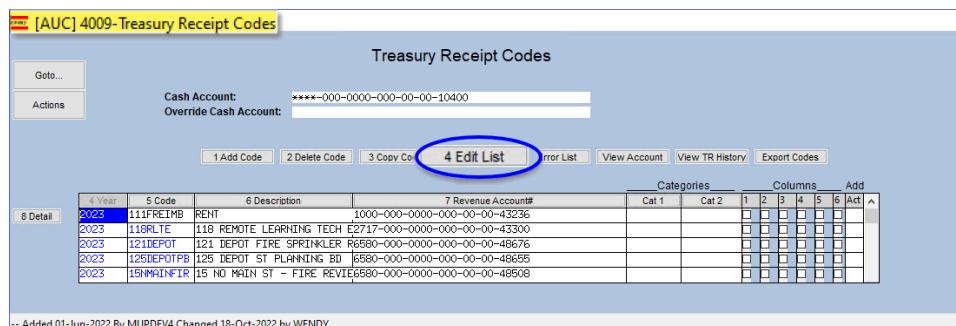 [AUC] 4009-Treasury Receipt Codes
Treasury Receipt Codes
Goto...
Actions
Cash Account: ****-000-0000-000-00-00-10400
Override Cash Account:
1 Add Code 2 Delete Code 3 Copy Co 4 Edit List rror List View Account View TR History Export Codes
Categories Columns Add
4 Year 5 Code 6 Description 7 Revenue Account# Cat 1 Cat 2 1 2 3 4 5 6 Act
8 Detail
2023 111FREIMB RENT 1000-000-0000-000-00-00-43236
2023 118RLTE 118 REMOTE LEARNING TECH E 2717-000-0000-000-00-00-43300
2023 121DEPOT 121 DEPOT FIRE SPRINKLER R 6580-000-0000-000-00-00-48676
2023 125DEPOTPB 125 DEPOT ST PLANNING BD 6580-000-0000-000-00-00-48655
2023 15NMAINFIR 15 NO MAIN ST - FIRE REVIE 6580-000-0000-000-00-00-48508
-- Added 01-Jun-2022 By MUPDEV4 Changed 18-Oct-2022 by WENDY